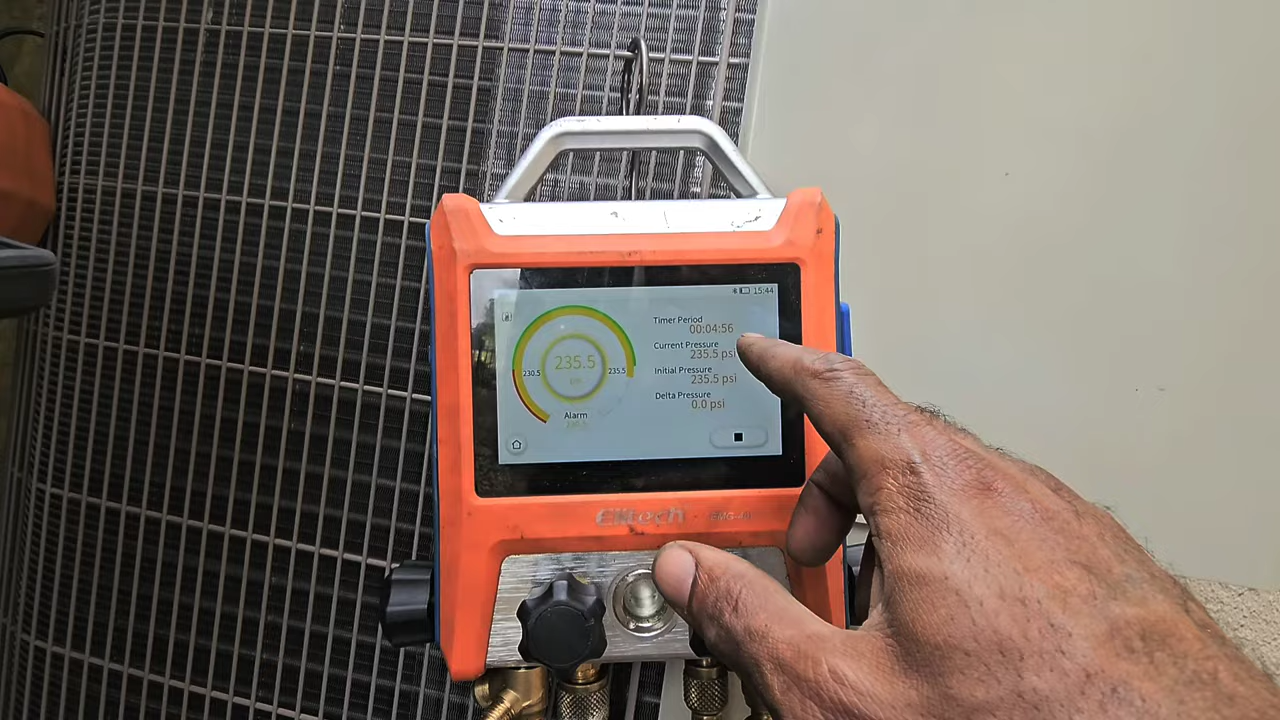 15:44
Timer Period
00:04:56
Current Pressure
235.5 psi
Initial Pressure
235.5 psi
Delta Pressure
0.0 psi
235.5
230.5
235.5
Alarm
Elitech